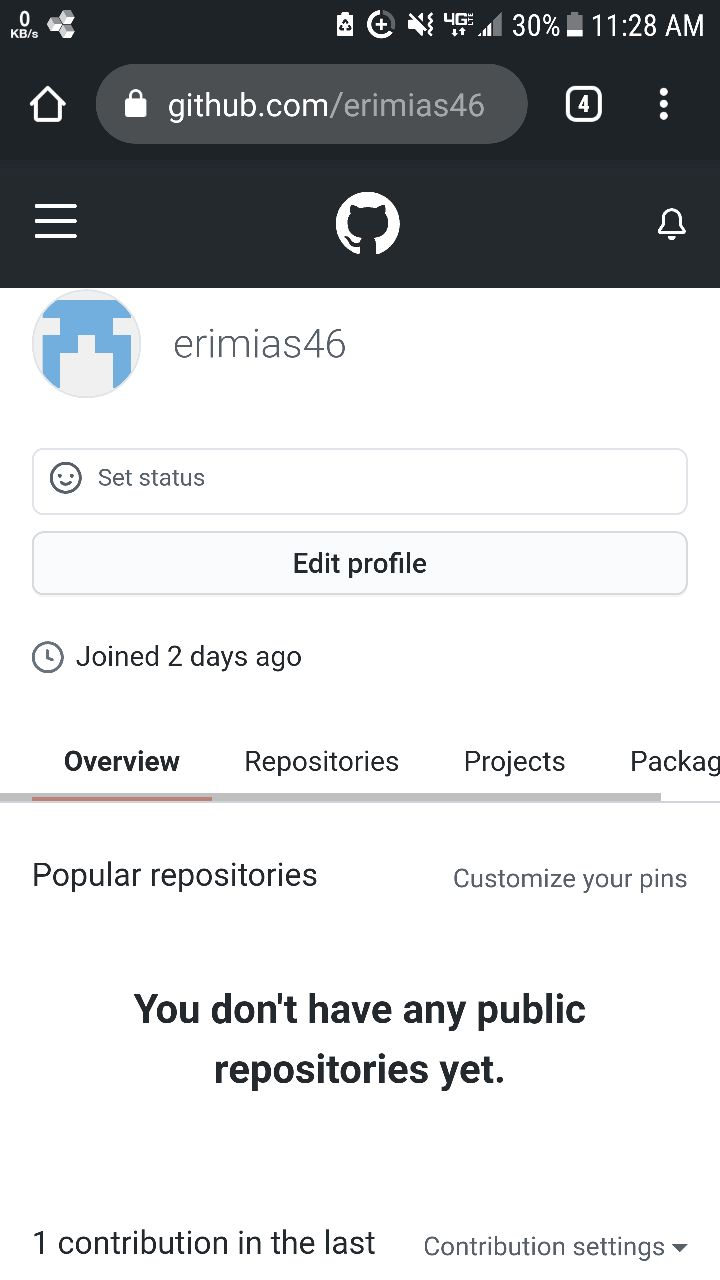 0 KB/s 4GE 30% 11:28 AM
github.com/erimias46 4
erimias46
Set status
Edit profile
Joined 2 days ago
Overview Repositories Projects Packag
Popular repositories Customize your pins
You don't have any public
repositories yet.
1 contribution in the last Contribution settings